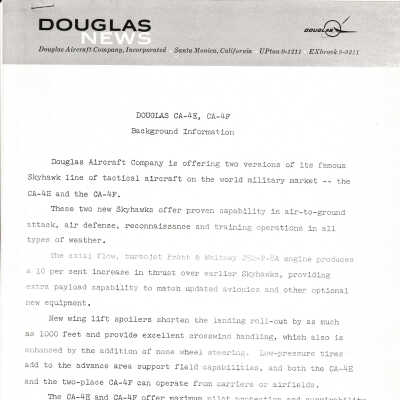 DOUGLAS
NEWS
DOUGLAS
Douglas Aircraft Company, Incorporated Santa Monica, California UPton 0-1211 EXbrook 9-9311
DOUGLAS CA-4E, CA-4F
Background Information
Douglas Aircraft Company is offering two versions of its famous
Skyhawk line of tactical aircraft on the world military market -- the
CA-4E and the CA-4F.
These two new Skyhawks offer proven capability in air-to-ground
attack, air defense, reconnaissance and training operations in all
types of weather.
The axial flow, turbojet Pratt & Whitney engine produces
a 10 per cent increase in thrust over earlier Skyhawks, providing
extra payload capability to match updated avionics and other optional
new equipment.
New wing lift spoilers shorten the landing roll-out by as much
as 1000 feet and provide excellent crosswind handling, which also is
enhanced by the addition of nose wheel steering. Low-pressure tires
add to the advance area support field capabilities, and both the CA-4E
and the two-place CA-4F can operate from carriers or airfields.
The CA-4E and CA-4F offer maximum pilot protection and survivability